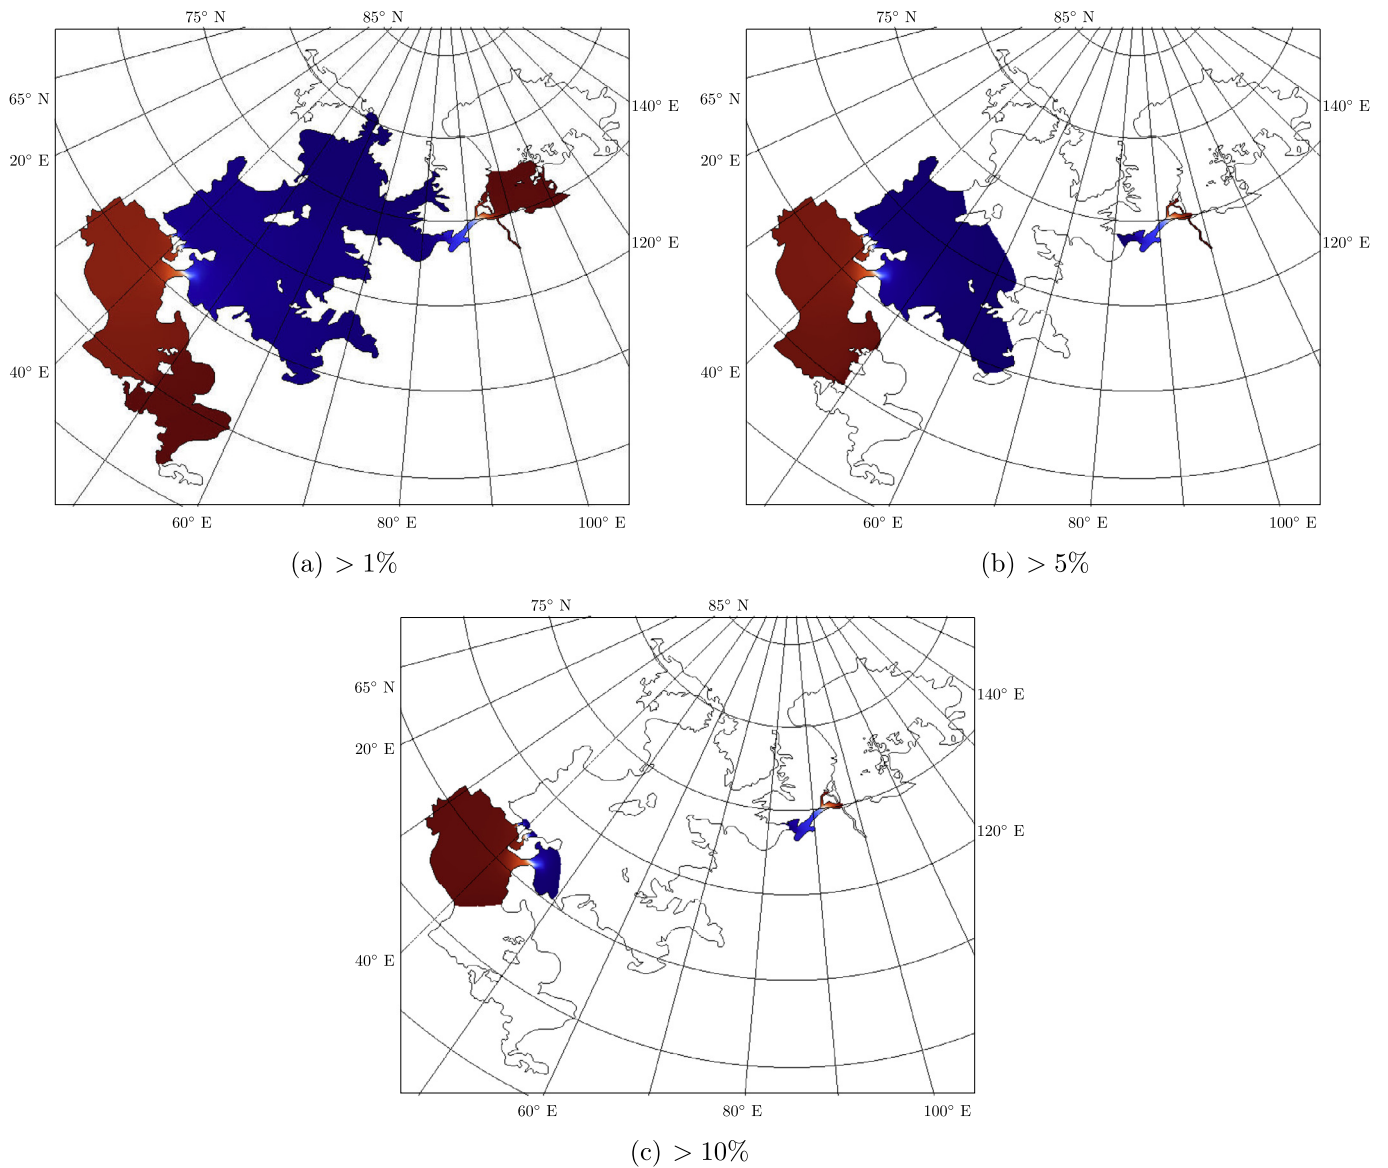 75° N 85° N 75° N 85° N
65° N 140° E 65° N 140° E
20° E 20° E
120° E 120° E
40° E 40° E
60° E 80° E 100° E 60° E 80° E 100° E
(a) > 1% (b) > 5%
75° N 85° N
65° N 140° E
20° E
120° E
40° E
60° E 80° E 100° E
(c) > 10%